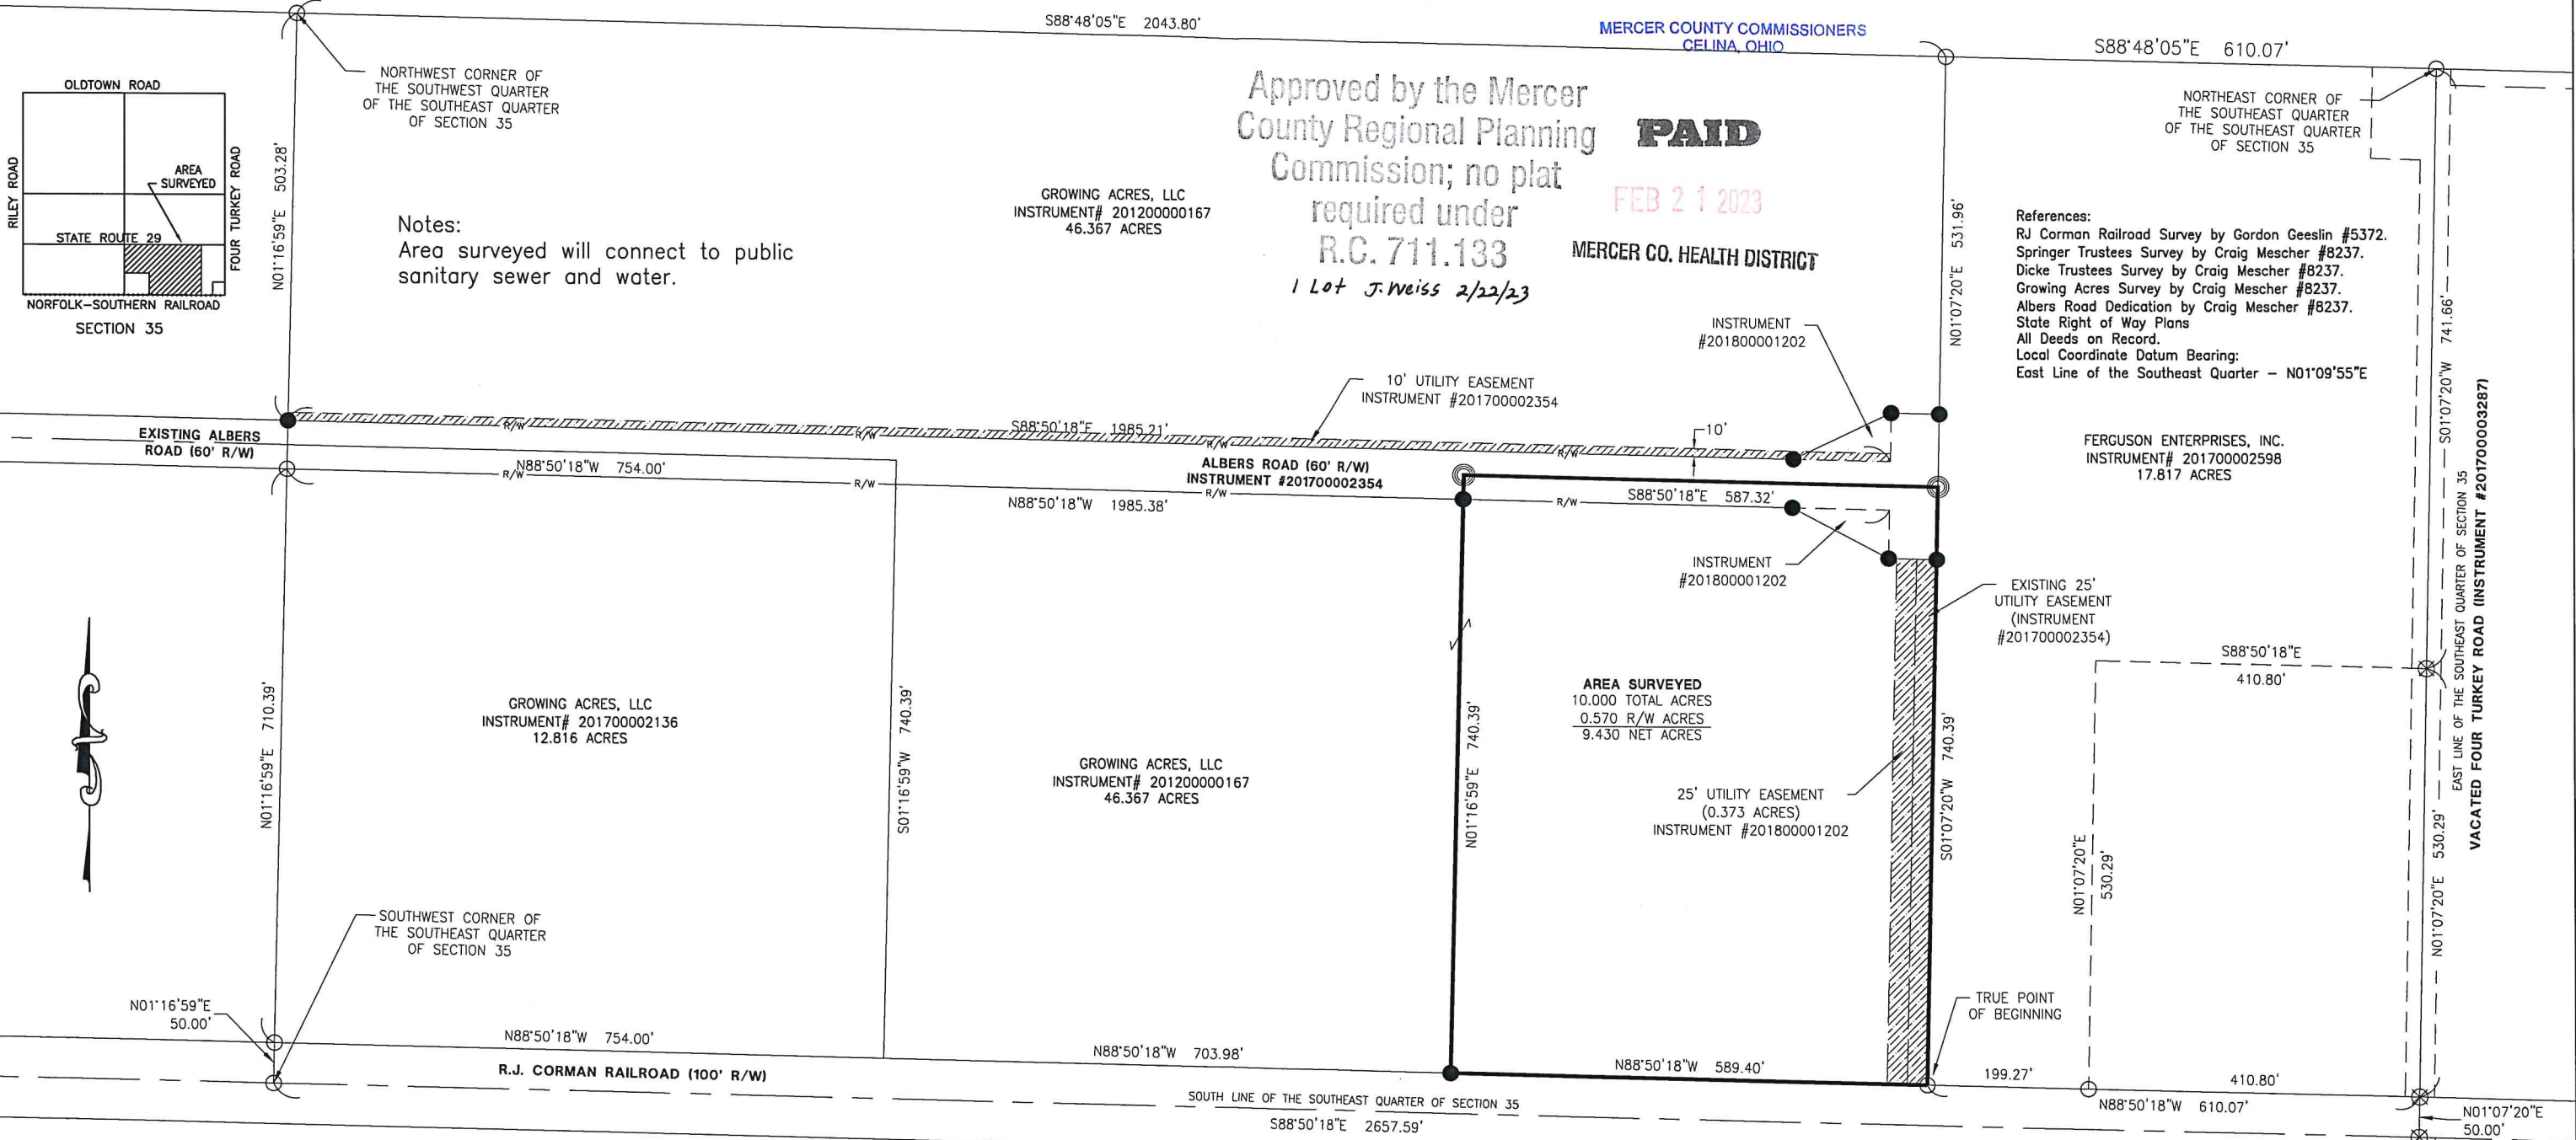 S88°48'05"E 2043.80'
MERCER COUNTY COMMISSIONERS
CELINA, OHIO
S88°48'05"E 610.07'
NORTHWEST CORNER OF
THE SOUTHWEST QUARTER
OF THE SOUTHEAST QUARTER
OF SECTION 35
OLDTOWN ROAD
RILEY ROAD
AREA
SURVEYED
FOUR TURKEY ROAD
STATE ROUTE 29
NORFOLK-SOUTHERN RAILROAD
SECTION 35
N01°16'59"E 503.28'
Notes:
Area surveyed will connect to public
sanitary sewer and water.
GROWING ACRES, LLC
INSTRUMENT# 201200000167
46.367 ACRES
Approved by the Mercer
County Regional Planning
Commission; no plat
required under
R.C. 711.133
1 Lot J. Weiss 2/22/23
PAID
FEB 21 2023
MERCER CO. HEALTH DISTRICT
NORTHEAST CORNER OF
THE SOUTHEAST QUARTER
OF THE SOUTHEAST QUARTER
OF SECTION 35
N01°07'20"E 531.96'
References:
RJ Corman Railroad Survey by Gordon Geeslin #5372.
Springer Trustees Survey by Craig Mescher #8237.
Dicke Trustees Survey by Craig Mescher #8237.
Growing Acres Survey by Craig Mescher #8237.
Albers Road Dedication by Craig Mescher #8237.
State Right of Way Plans
All Deeds on Record.
Local Coordinate Datum Bearing:
East Line of the Southeast Quarter – N01°09'55"E
S01°07'20"W 741.66'
INSTRUMENT
#201800001202
10' UTILITY EASEMENT
INSTRUMENT #201700002354
EXISTING ALBERS
ROAD (60' R/W)
R/W
S88°50'18"E 1985.21'
R/W
R/W
R/W
10'
N88°50'18"W 754.00'
R/W
R/W
ALBERS ROAD (60' R/W)
INSTRUMENT #201700002354
R/W
N88°50'18"W 1985.38'
R/W
S88°50'18"E 587.32'
FERGUSON ENTERPRISES, INC.
INSTRUMENT# 201700002598
17.817 ACRES
INSTRUMENT
#201800001202
EXISTING 25'
UTILITY EASEMENT
(INSTRUMENT
#201700002354)
EAST LINE OF THE SOUTHEAST QUARTER OF SECTION 35
VACATED FOUR TURKEY ROAD (INSTRUMENT #201700003287)
S88°50'18"E
410.80'
N01°16'59"E 710.39'
GROWING ACRES, LLC
INSTRUMENT# 201700002136
12.816 ACRES
S01°16'59"W 740.39'
GROWING ACRES, LLC
INSTRUMENT# 201200000167
46.367 ACRES
N01°16'59"E 740.39'
AREA SURVEYED
10.000 TOTAL ACRES
0.570 R/W ACRES
9.430 NET ACRES
25' UTILITY EASEMENT
(0.373 ACRES)
INSTRUMENT #201800001202
S01°07'20"W 740.39'
N01°07'20"E
530.29'
N01°07'20"E 530.29'
SOUTHWEST CORNER OF
THE SOUTHEAST QUARTER
OF SECTION 35
N01°16'59"E
50.00'
TRUE POINT
OF BEGINNING
N88°50'18"W 754.00'
N88°50'18"W 703.98'
N88°50'18"W 589.40'
199.27'
410.80'
R.J. CORMAN RAILROAD (100' R/W)
SOUTH LINE OF THE SOUTHEAST QUARTER OF SECTION 35
S88°50'18"E 2657.59'
N88°50'18"W 610.07'
N01°07'20"E
50.00'